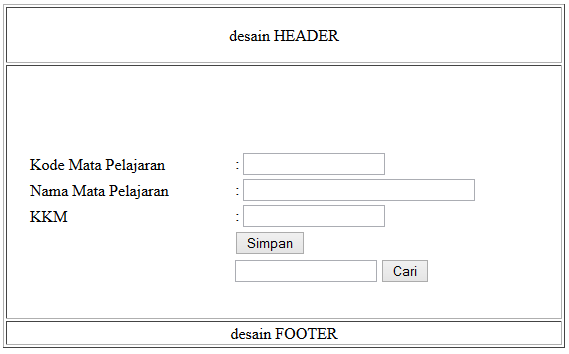 desain HEADER
Kode Mata Pelajaran :
Nama Mata Pelajaran :
KKM :
Simpan
Cari
desain FOOTER